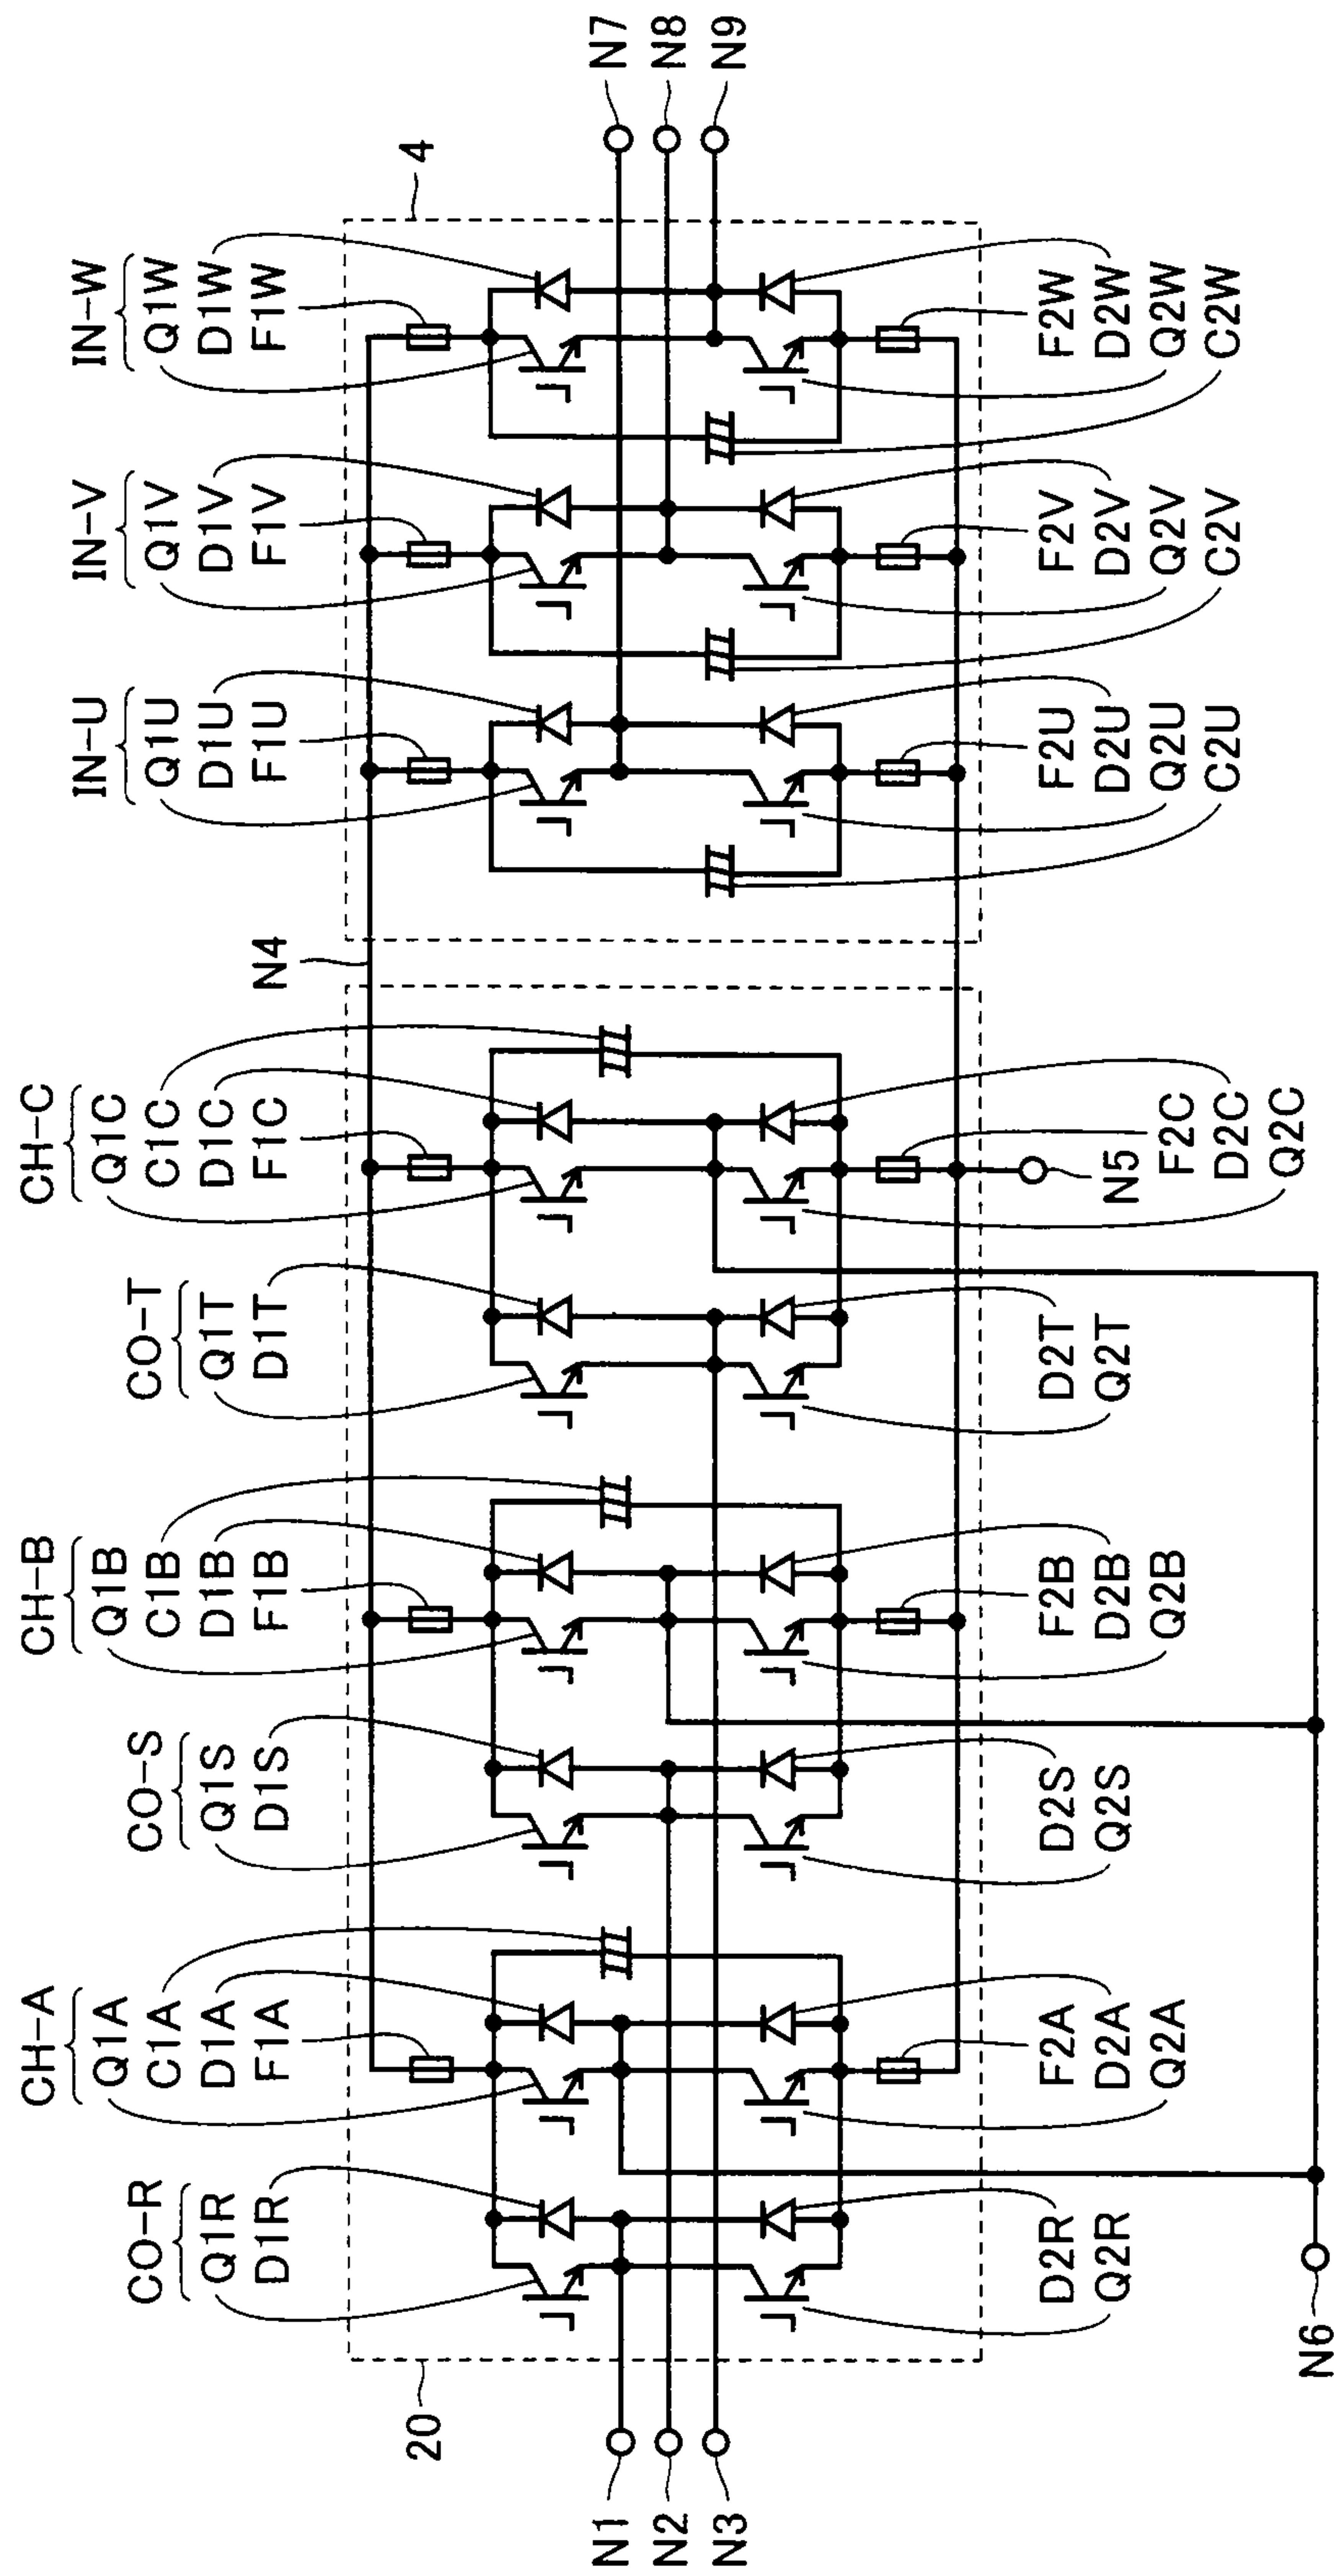 CO-R
Q1R
D1R
CH-A
Q1A
C1A
D1A
F1A
CO-S
Q1S
D1S
CH-B
Q1B
C1B
D1B
F1B
CO-T
Q1T
D1T
CH-C
Q1C
C1C
D1C
F1C
N4
IN-U
Q1U
D1U
F1U
IN-V
Q1V
D1V
F1V
IN-W
Q1W
D1W
F1W
20
4
N1
N2
N3
N7
N8
N9
D2R
Q2R
F2A
D2A
Q2A
D2S
Q2S
F2B
D2B
Q2B
D2T
Q2T
N5
F2C
D2C
Q2C
F2U
D2U
Q2U
C2U
F2V
D2V
Q2V
C2V
F2W
D2W
Q2W
C2W
N6